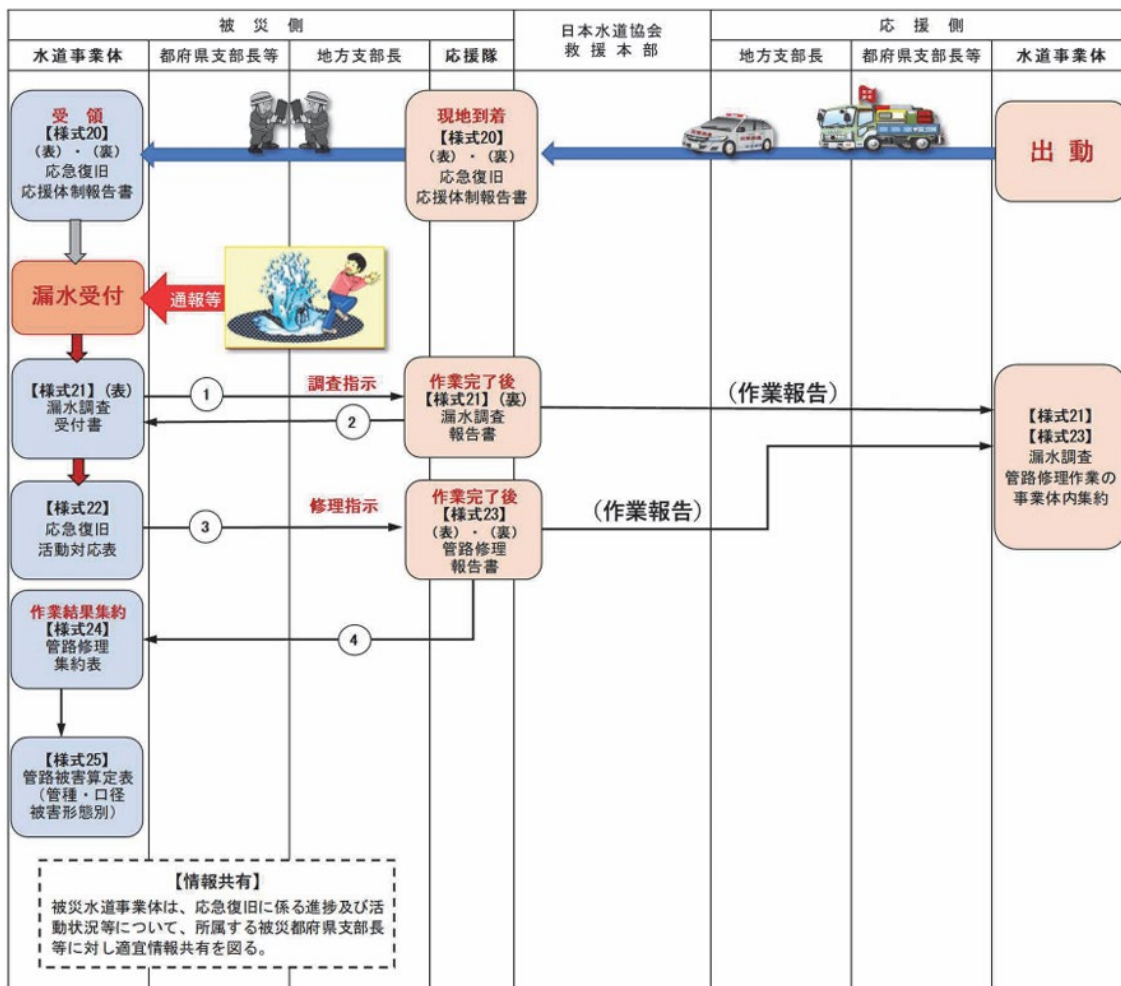 被災側
日本水道協会
救援本部
応援側
水道事業体
都府県支部長等
地方支部長
応援隊
地方支部長
都府県支部長等
水道事業体
受領
【様式20】
(表)・(裏)
応急復旧
応援体制報告書
現地到着
【様式20】
(表)・(裏)
応急復旧
応援体制報告書
出動
漏水受付
通報等
【様式21】(表)
漏水調査
受付書
①
調査指示
②
作業完了後
【様式21】(裏)
漏水調査
報告書
(作業報告)
【様式21】
【様式23】
漏水調査
管路修理作業の
事業体内集約
【様式22】
応急復旧
活動対応表
③
修理指示
作業完了後
【様式23】
(表)・(裏)
管路修理
報告書
(作業報告)
作業結果集約
【様式24】
管路修理
集約表
④
【様式25】
管路被害算定表
(管種・口径
被害形態別)
【情報共有】
被災水道事業体は、応急復旧に係る進捗及び活
動状況等について、所属する被災都府県支部長
等に対し適宜情報共有を図る。